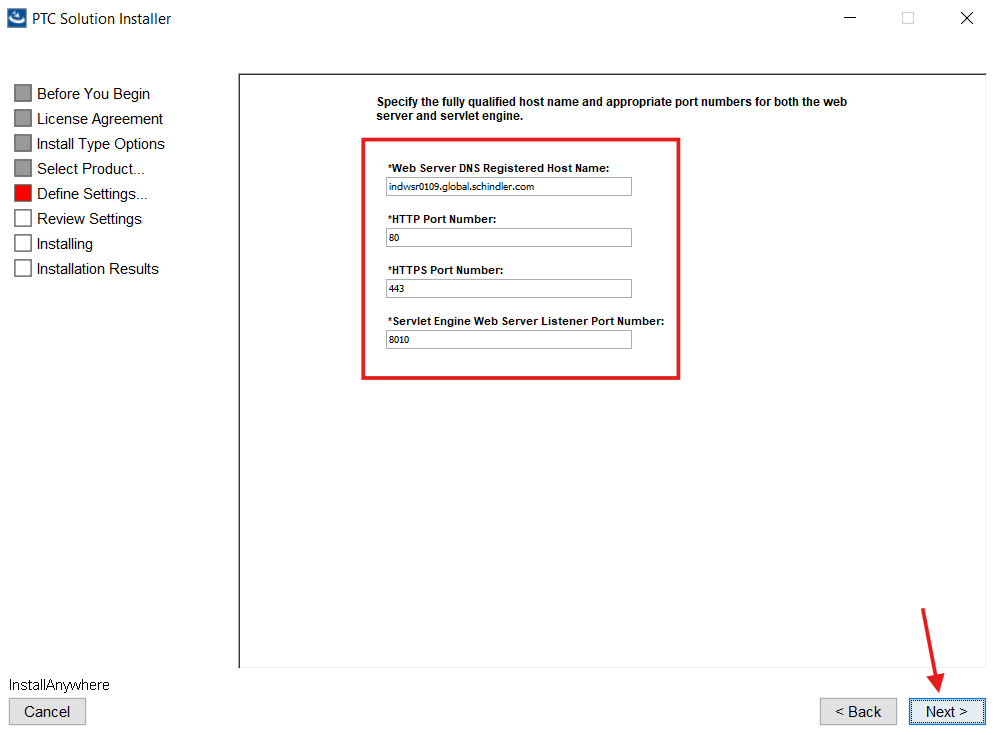 PTC Solution Installer
Before You Begin
License Agreement
Install Type Options
Select Product...
Define Settings...
Review Settings
Installing
Installation Results
Specify the fully qualified host name and appropriate port numbers for both the web
server and servlet engine.
*Web Server DNS Registered Host Name:
indwsr0109.global.schindler.com
*HTTP Port Number:
80
*HTTPS Port Number:
443
*Servlet Engine Web Server Listener Port Number:
8010
InstallAnywhere
Cancel
< Back
Next >